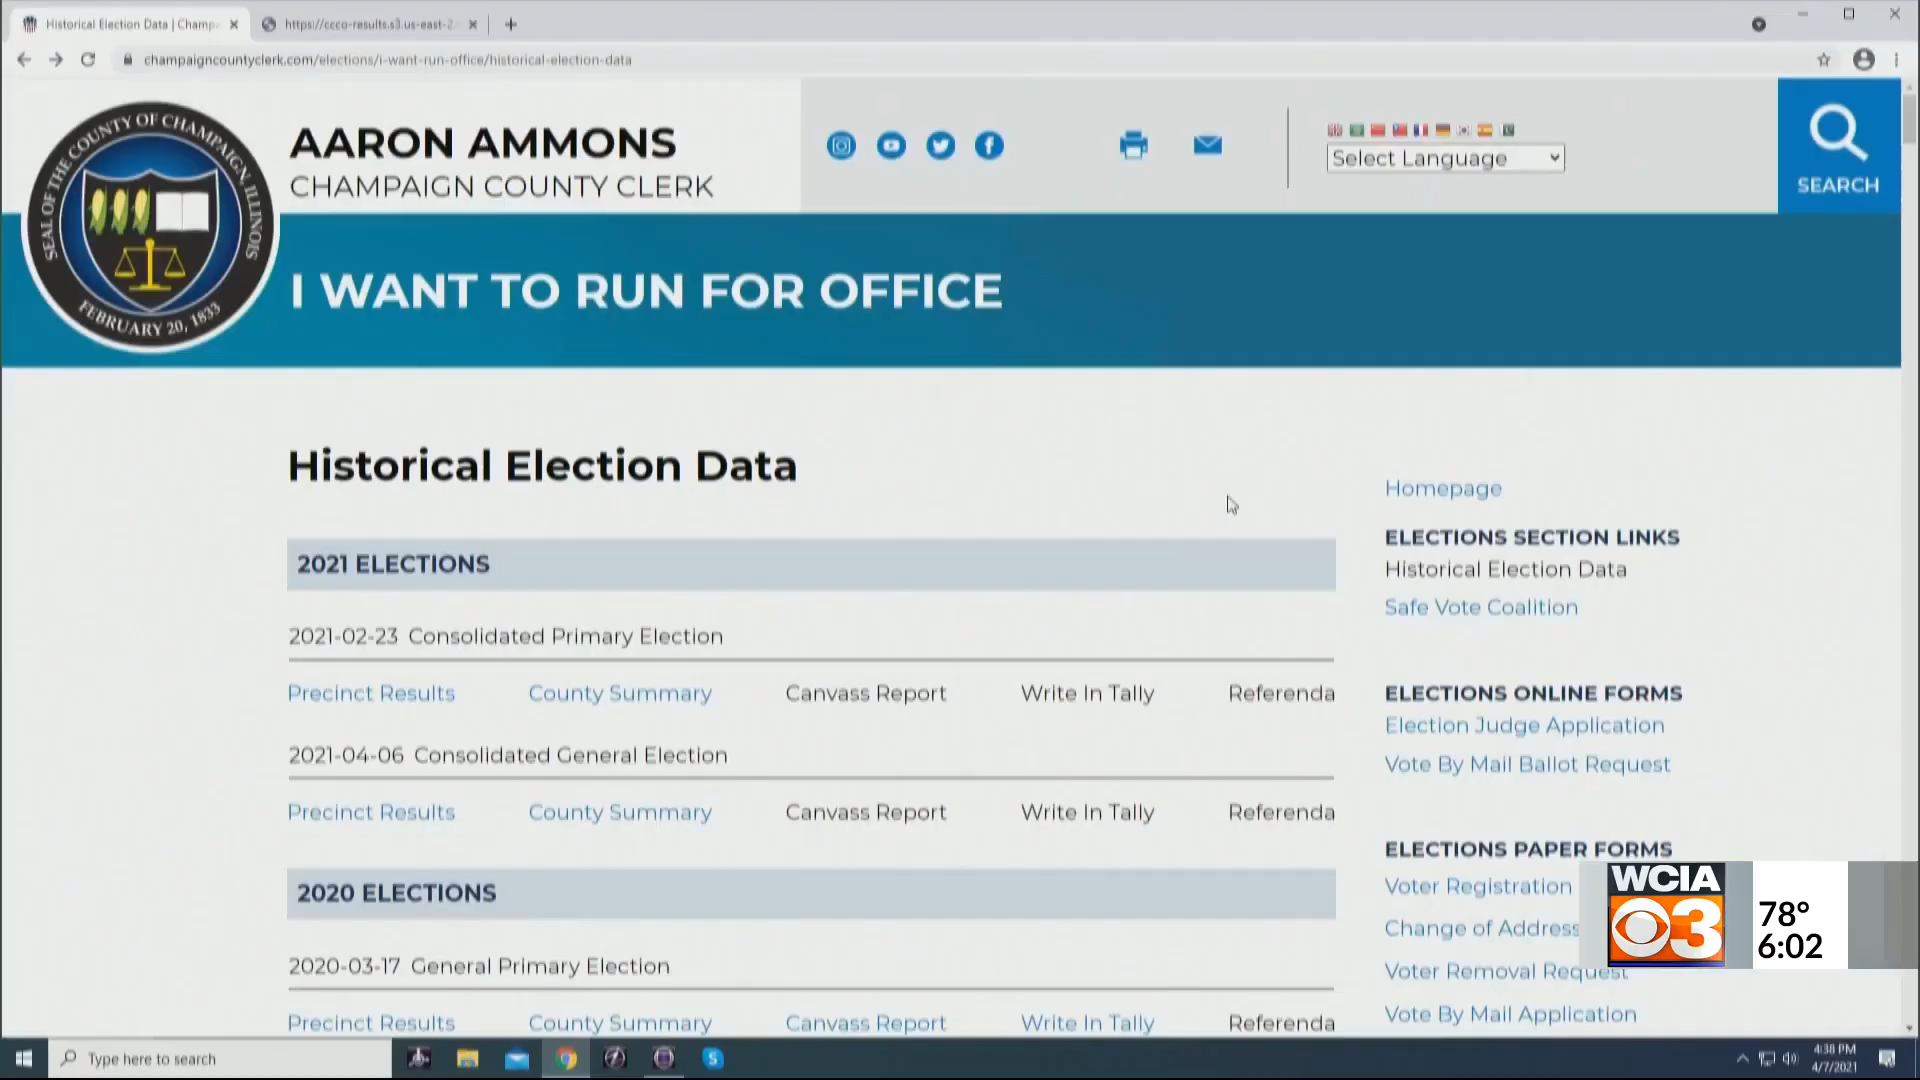 Historical Election Data | Champ
https://ccco-results.s3.us-east-2
champaigncountyclerk.com/elections/i-want-run-office/historical-election-data
SEAL OF THE COUNTY OF CHAMPAIGN, ILLINOIS
FEBRUARY 20, 1833
AARON AMMONS
CHAMPAIGN COUNTY CLERK
Select Language
SEARCH
I WANT TO RUN FOR OFFICE
Historical Election Data
2021 ELECTIONS
2021-02-23 Consolidated Primary Election
Precinct Results County Summary Canvass Report Write In Tally Referenda
2021-04-06 Consolidated General Election
Precinct Results County Summary Canvass Report Write In Tally Referenda
2020 ELECTIONS
2020-03-17 General Primary Election
Precinct Results County Summary Canvass Report Write In Tally Referenda
Homepage
ELECTIONS SECTION LINKS
Historical Election Data
Safe Vote Coalition
ELECTIONS ONLINE FORMS
Election Judge Application
Vote By Mail Ballot Request
ELECTIONS PAPER FORMS
Voter Registration
Change of Address
Voter Removal Request
Vote By Mail Application
WCIA
3
78°
6:02
Type here to search
4:38 PM
4/7/2021